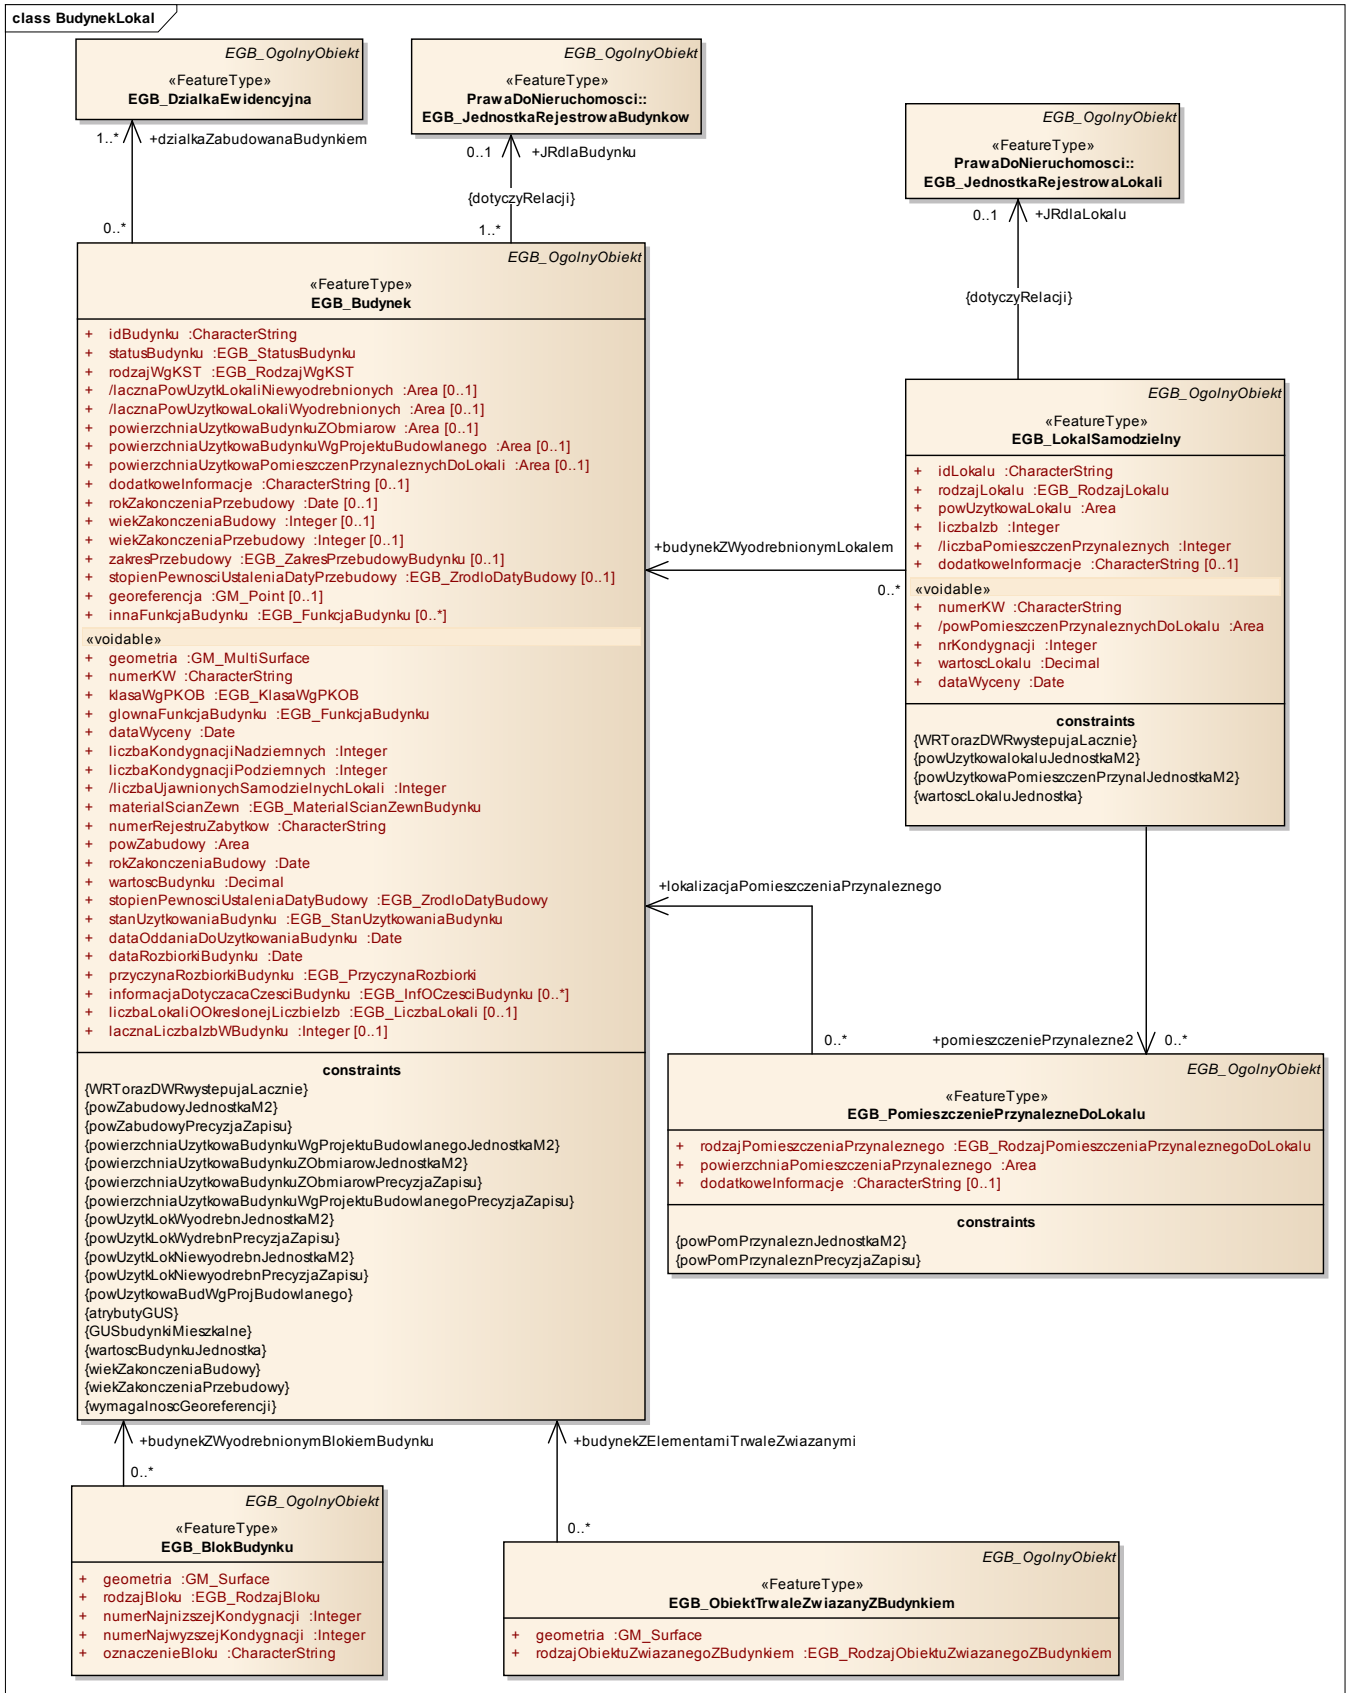 class BudynekLokal
EGB_OgolnyObiekt
«FeatureType»
EGB_DzialkaEwidencyjna
EGB_OgolnyObiekt
«FeatureType»
PrawaDoNieruchomosci::
EGB_JednostkaRejestrowaBudynkow
EGB_OgolnyObiekt
«FeatureType»
PrawaDoNieruchomosci::
EGB_JednostkaRejestrowaLokali
1..*
+dzialkaZabudowanaBudynkiem
0..*
0..1
+JRdlaBudynku
{dotyczyRelacji}
1..*
0..1
+JRdlaLokalu
{dotyczyRelacji}
EGB_OgolnyObiekt
«FeatureType»
EGB_Budynek
+ idBudynku :CharacterString
+ statusBudynku :EGB_StatusBudynku
+ rodzajWgKST :EGB_RodzajWgKST
+ /lacznaPowUzytkLokaliNiewyodrebnionych :Area [0..1]
+ /lacznaPowUzytkowaLokaliWyodrebnionych :Area [0..1]
+ powierzchniaUzytkowaBudynkuZObmiarow :Area [0..1]
+ powierzchniaUzytkowaBudynkuWgProjektuBudowlanego :Area [0..1]
+ powierzchniaUzytkowaPomieszczenPrzynaleznychDoLokali :Area [0..1]
+ dodatkoweInformacje :CharacterString [0..1]
+ rokZakonczeniaPrzebudowy :Date [0..1]
+ wiekZakonczeniaBudowy :Integer [0..1]
+ wiekZakonczeniaPrzebudowy :Integer [0..1]
+ zakresPrzebudowy :EGB_ZakresPrzebudowyBudynku [0..1]
+ stopienPewnosciUstaleniaDatyPrzebudowy :EGB_ZrodloDatyBudowy [0..1]
+ georeferencja :GM_Point [0..1]
+ innaFunkcjaBudynku :EGB_FunkcjaBudynku [0..*]
«voidable»
+ geometria :GM_MultiSurface
+ numerKW :CharacterString
+ klasaWgPKOB :EGB_KlasaWgPKOB
+ glownaFunkcjaBudynku :EGB_FunkcjaBudynku
+ dataWyceny :Date
+ liczbaKondygnacjiNadziemnych :Integer
+ liczbaKondygnacjiPodziemnych :Integer
+ /liczbaUjawnionychSamodzielnychLokali :Integer
+ materialScianZewn :EGB_MaterialScianZewnBudynku
+ numerRejestruZabytkow :CharacterString
+ powZabudowy :Area
+ rokZakonczeniaBudowy :Date
+ wartoscBudynku :Decimal
+ stopienPewnosciUstaleniaDatyBudowy :EGB_ZrodloDatyBudowy
+ stanUzytkowaniaBudynku :EGB_StanUzytkowaniaBudynku
+ dataOddaniaDoUzytkowaniaBudynku :Date
+ dataRozbiorkiBudynku :Date
+ przyczynaRozbiorkiBudynku :EGB_PrzyczynaRozbiorki
+ informacjaDotyczacaCzesciBudynku :EGB_InfOCzesciBudynku [0..*]
+ liczbaLokaliOOkreslonejLiczbieIzb :EGB_LiczbaLokali [0..1]
+ lacznaLiczbaIzbWBudynku :Integer [0..1]
constraints
{WRTorazDWRwystepujaLacznie}
{powZabudowyJednostkaM2}
{powZabudowyPrecyzjaZapisu}
{powierzchniaUzytkowaBudynkuWgProjektuBudowlanegoJednostkaM2}
{powierzchniaUzytkowaBudynkuZObmiarowJednostkaM2}
{powierzchniaUzytkowaBudynkuZObmiarowPrecyzjaZapisu}
{powierzchniaUzytkowaBudynkuWgProjektuBudowlanegoPrecyzjaZapisu}
{powUzytkLokWyodrebnJednostkaM2}
{powUzytkLokWydrebnPrecyzjaZapisu}
{powUzytkLokNiewyodrebnJednostkaM2}
{powUzytkLokNiewyodrebnPrecyzjaZapisu}
{powUzytkowaBudWgProjBudowlanego}
{atrybutyGUS}
{GUSbudynkiMieszkalne}
{wartoscBudynkuJednostka}
{wiekZakonczeniaBudowy}
{wiekZakonczeniaPrzebudowy}
{wymagalnoscGeoreferencji}
EGB_OgolnyObiekt
«FeatureType»
EGB_LokalSamodzielny
+ idLokalu :CharacterString
+ rodzajLokalu :EGB_RodzajLokalu
+ powUzytkowaLokalu :Area
+ liczbaIzb :Integer
+ /liczbaPomieszczenPrzynaleznych :Integer
+ dodatkoweInformacje :CharacterString [0..1]
«voidable»
+ numerKW :CharacterString
+ /powPomieszczenPrzynaleznychDoLokalu :Area
+ nrKondygnacji :Integer
+ wartoscLokalu :Decimal
+ dataWyceny :Date
constraints
{WRTorazDWRwystepujaLacznie}
{powUzytkowalokaluJednostkaM2}
{powUzytkowaPomieszczenPrzynalJednostkaM2}
{wartoscLokaluJednostka}
+budynekZWyodrebnionymLokalem
0..*
+lokalizacjaPomieszczeniaPrzynaleznego
0..*
+pomieszczeniePrzynalezne2
0..*
EGB_OgolnyObiekt
«FeatureType»
EGB_PomieszczeniePrzynalezneDoLokalu
+ rodzajPomieszczeniaPrzynaleznego :EGB_RodzajPomieszczeniaPrzynaleznegoDoLokalu
+ powierzchniaPomieszczeniaPrzynaleznego :Area
+ dodatkoweInformacje :CharacterString [0..1]
constraints
{powPomPrzynaleznJednostkaM2}
{powPomPrzynaleznPrecyzjaZapisu}
+budynekZWyodrebnionymBlokiemBudynku
0..*
+budynekZElementamiTrwaleZwiazanymi
0..*
EGB_OgolnyObiekt
«FeatureType»
EGB_BlokBudynku
+ geometria :GM_Surface
+ rodzajBloku :EGB_RodzajBloku
+ numerNajnizszejKondygnacji :Integer
+ numerNajwyzszejKondygnacji :Integer
+ oznaczenieBloku :CharacterString
EGB_OgolnyObiekt
«FeatureType»
EGB_ObiektTrwaleZwiazanyZBudynkiem
+ geometria :GM_Surface
+ rodzajObiektuZwiazanegoZBudynkiem :EGB_RodzajObiektuZwiazanegoZBudynkiem